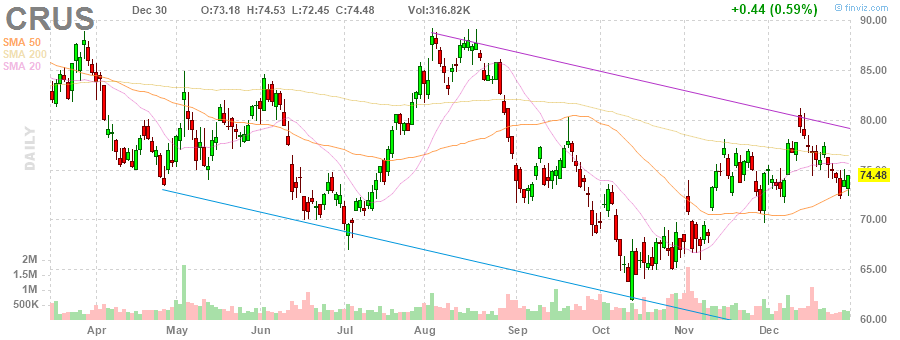 CRUS Dec 30 O:73.18 H:74.53 L:72.45 C:74.48 Vol:316.82K +0.44 (0.59%) © finviz.com
SMA 50
SMA 200
SMA 20
DAILY
90.00
85.00
80.00
75.00
74.48
70.00
65.00
60.00
2M
1.5M
1M
500K
Apr May Jun Jul Aug Sep Oct Nov Dec